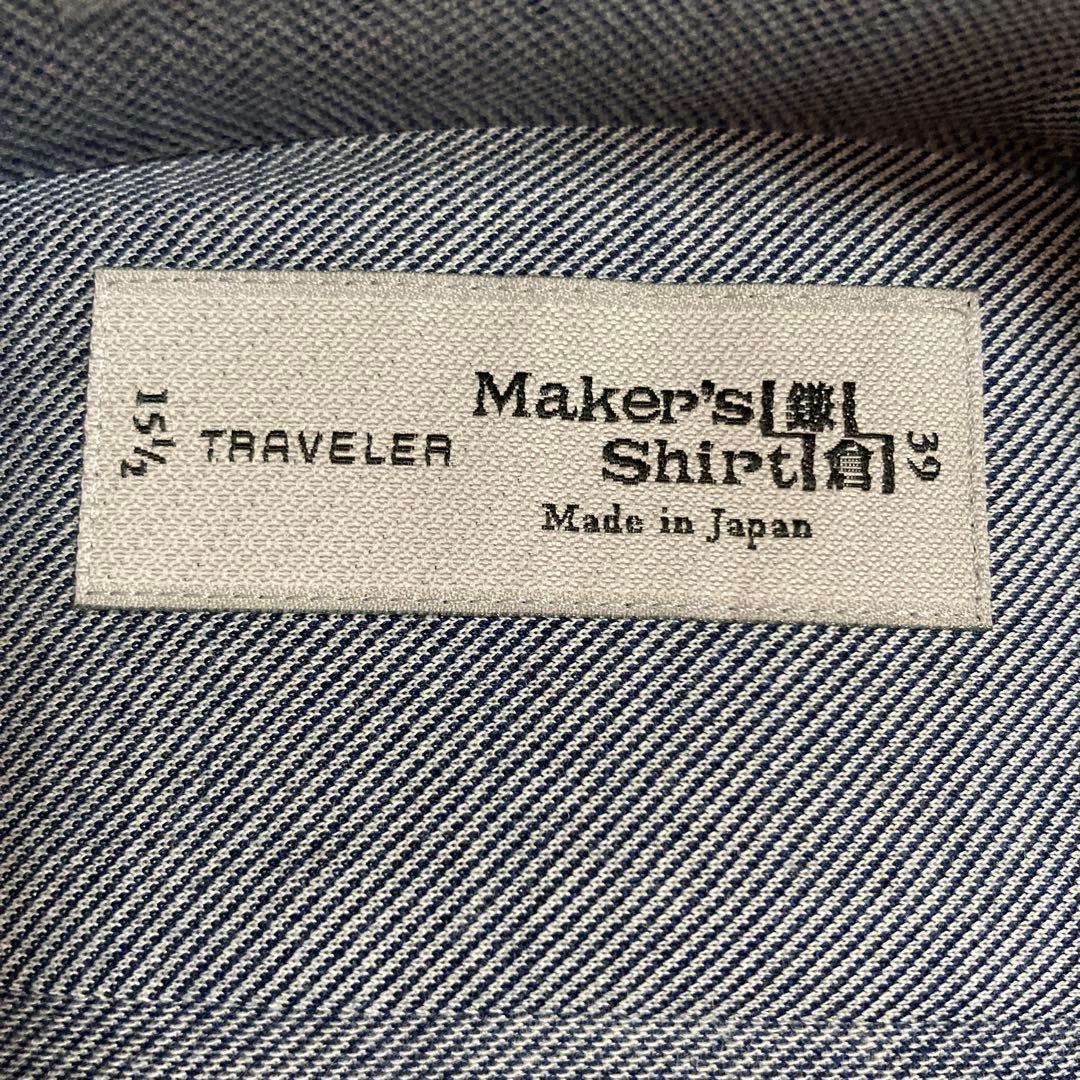 15½
TRAVELER
Maker's 鎌
Shirt 倉
39
Made in Japan